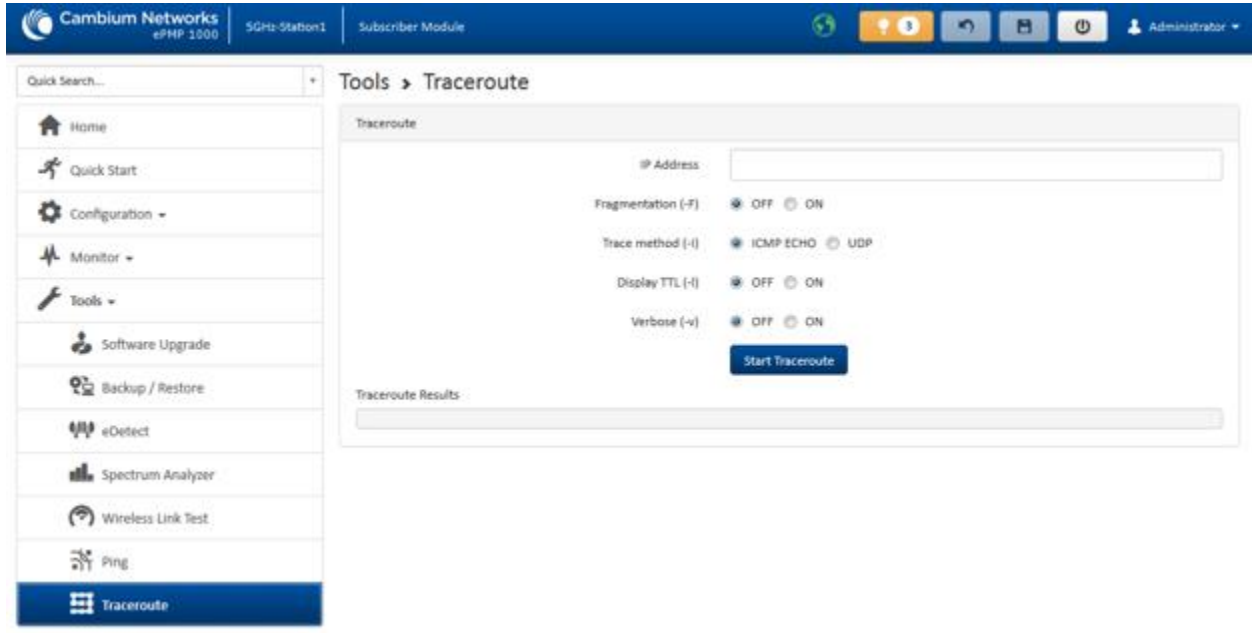 Cambium Networks
ePMP 1000
5GHz-Station1
Subscriber Module
3
Administrator
Quick Search...
Tools > Traceroute
Home
Quick Start
Configuration
Monitor
Tools
Software Upgrade
Backup / Restore
eDetect
Spectrum Analyzer
Wireless Link Test
Ping
Traceroute
Traceroute
IP Address
Fragmentation (-F) OFF ON
Trace method (-I) ICMP ECHO UDP
Display TTL (-l) OFF ON
Verbose (-v) OFF ON
Start Traceroute
Traceroute Results